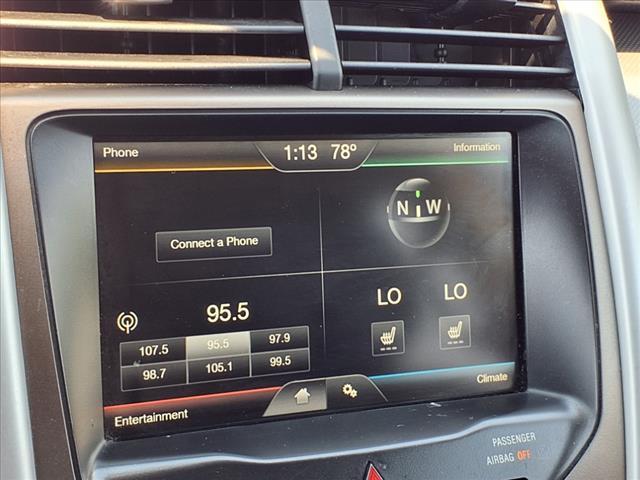 Phone 1:13 78° Information
N W
Connect a Phone
95.5
LO LO
107.5 95.5 97.9
98.7 105.1 99.5
Entertainment Climate
PASSENGER
AIRBAG OFF